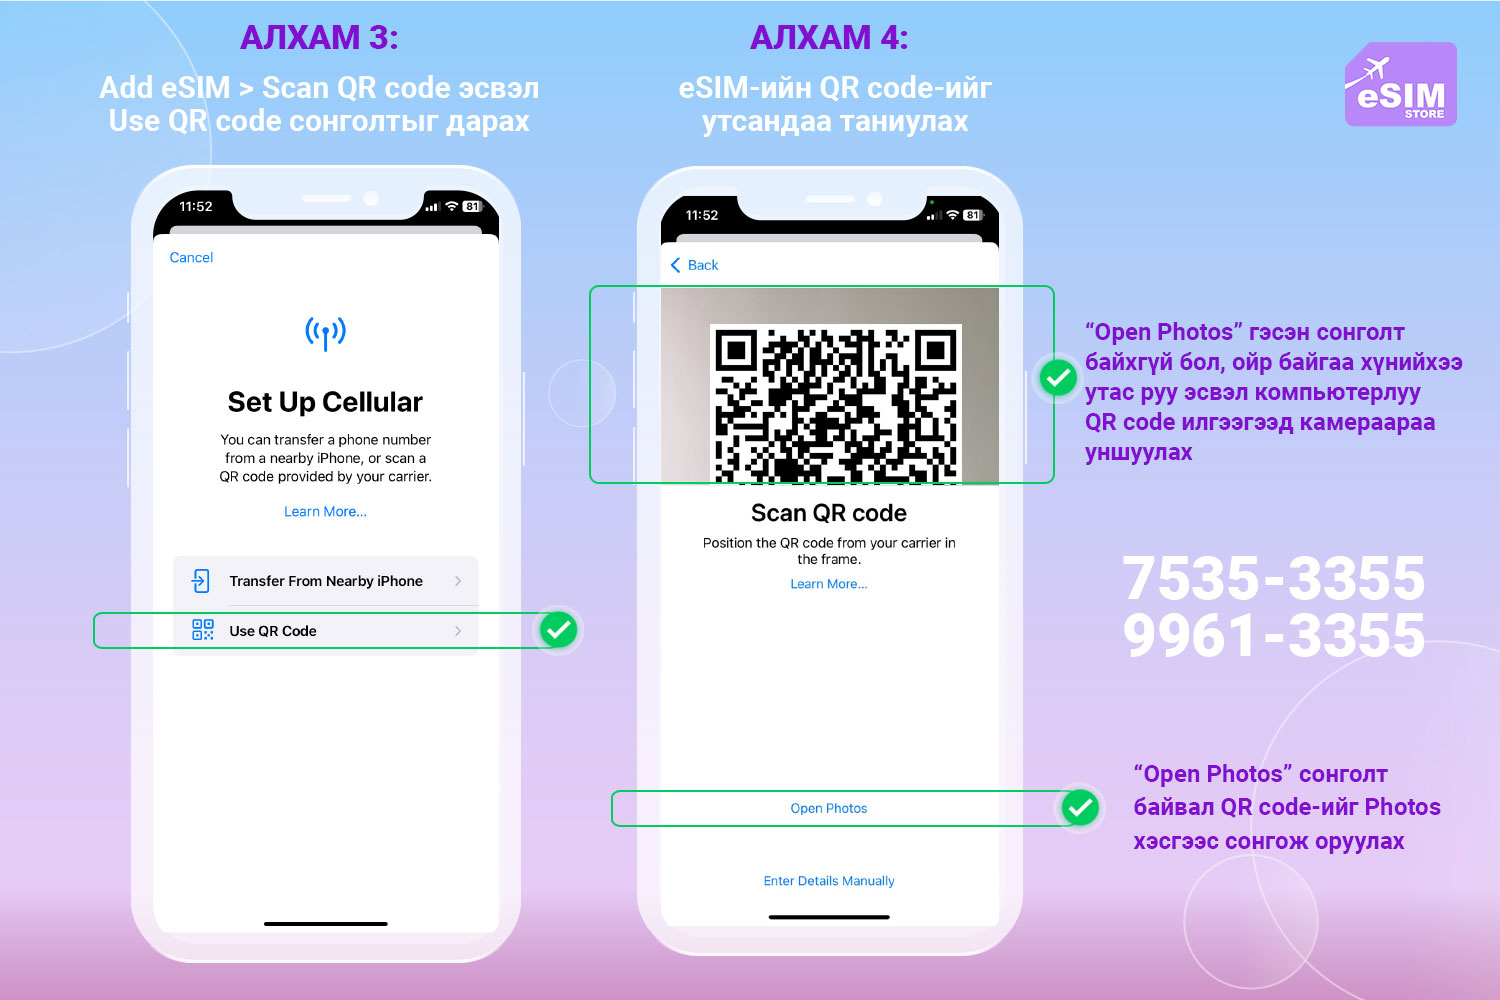 АЛХАМ 3:
Add eSIM > Scan QR code эсвэл
Use QR code сонголтыг дарах
11:52
81
Cancel
Set Up Cellular
You can transfer a phone number
from a nearby iPhone, or scan a
QR code provided by your carrier.
Learn More...
Transfer From Nearby iPhone
Use QR Code
АЛХАМ 4:
eSIM-ийн QR code-ийг
утсандаа таниулах
11:52
81
Back
Scan QR code
Position the QR code from your carrier in
the frame.
Learn More...
Open Photos
Enter Details Manually
eSIM
STORE
“Open Photos” гэсэн сонголт
байхгүй бол, ойр байгаа хүнийхээ
утас руу эсвэл компьютерлуу
QR code илгээгээд камераараа
уншуулах
7535-3355
9961-3355
“Open Photos” сонголт
байвал QR code-ийг Photos
хэсгээс сонгож оруулах